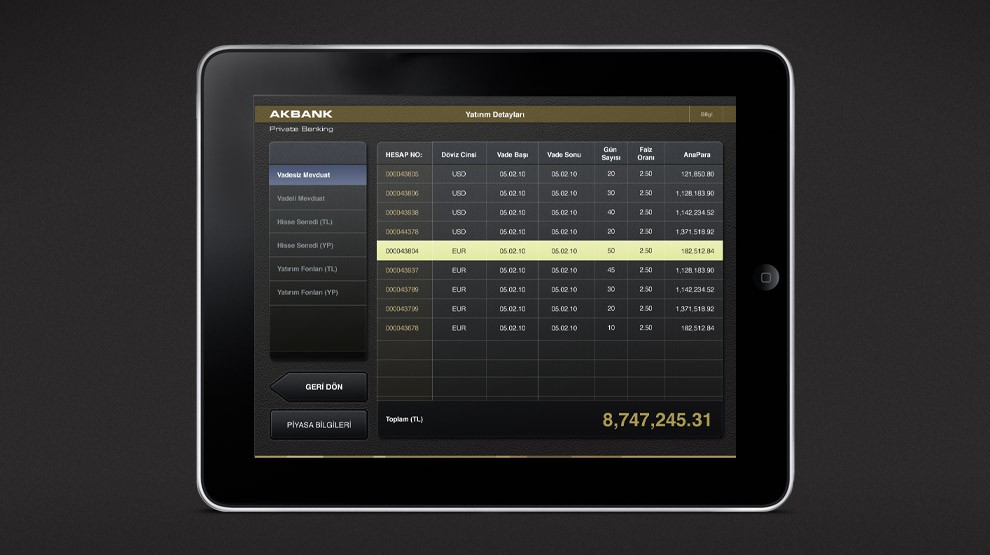 AKBANK
Private Banking
Yatırım Detayları
Bilgi
Vadesiz Mevduat
Vadeli Mevduat
Hisse Senedi (TL)
Hisse Senedi (YP)
Yatırım Fonları (TL)
Yatırım Fonları (YP)
GERİ DÖN
PİYASA BİLGİLERİ
HESAP NO: Döviz Cinsi Vade Başı Vade Sonu Gün Sayısı Faiz Oranı AnaPara
000043805 USD 05.02.10 05.02.10 20 2.50 121,850.80
000043806 USD 05.02.10 05.02.10 30 2.50 1,128,183.90
000043938 USD 05.02.10 05.02.10 40 2.50 1,142,234.52
000044378 USD 05.02.10 05.02.10 20 2.50 1,371,518.92
000043804 EUR 05.02.10 05.02.10 50 2.50 182,512.84
000043937 EUR 05.02.10 05.02.10 45 2.50 1,128,183.90
000043789 EUR 05.02.10 05.02.10 30 2.50 1,142,234.52
000043799 EUR 05.02.10 05.02.10 20 2.50 1,371,518.92
000043678 EUR 05.02.10 05.02.10 10 2.50 182,512.84
Toplam (TL) 8,747,245.31